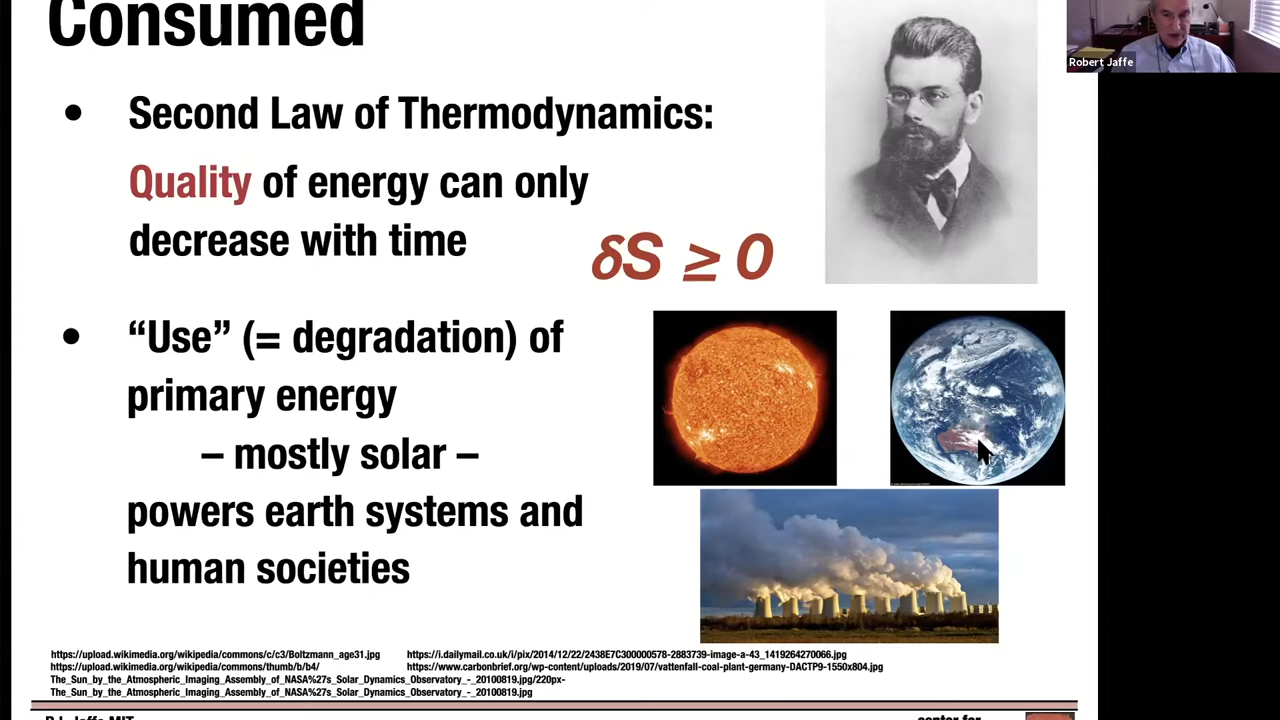 Consumed
Robert Jaffe
• Second Law of Thermodynamics:
Quality of energy can only
decrease with time
δS ≥ 0
• “Use” (= degradation) of
primary energy
– mostly solar –
powers earth systems and
human societies
https://upload.wikimedia.org/wikipedia/commons/c/c3/Boltzmann_age31.jpg
https://upload.wikimedia.org/wikipedia/commons/thumb/b/b4/
The_Sun_by_the_Atmospheric_Imaging_Assembly_of_NASA%27s_Solar_Dynamics_Observatory_-_20100819.jpg/220px-
The_Sun_by_the_Atmospheric_Imaging_Assembly_of_NASA%27s_Solar_Dynamics_Observatory_-_20100819.jpg
https://i.dailymail.co.uk/i/pix/2014/12/22/2438E7C300000578-2883739-image-a-43_1419264270066.jpg
https://www.carbonbrief.org/wp-content/uploads/2019/07/vattenfall-coal-plant-germany-DACTP9-1550x804.jpg
R.L. Jaffe MIT
center for